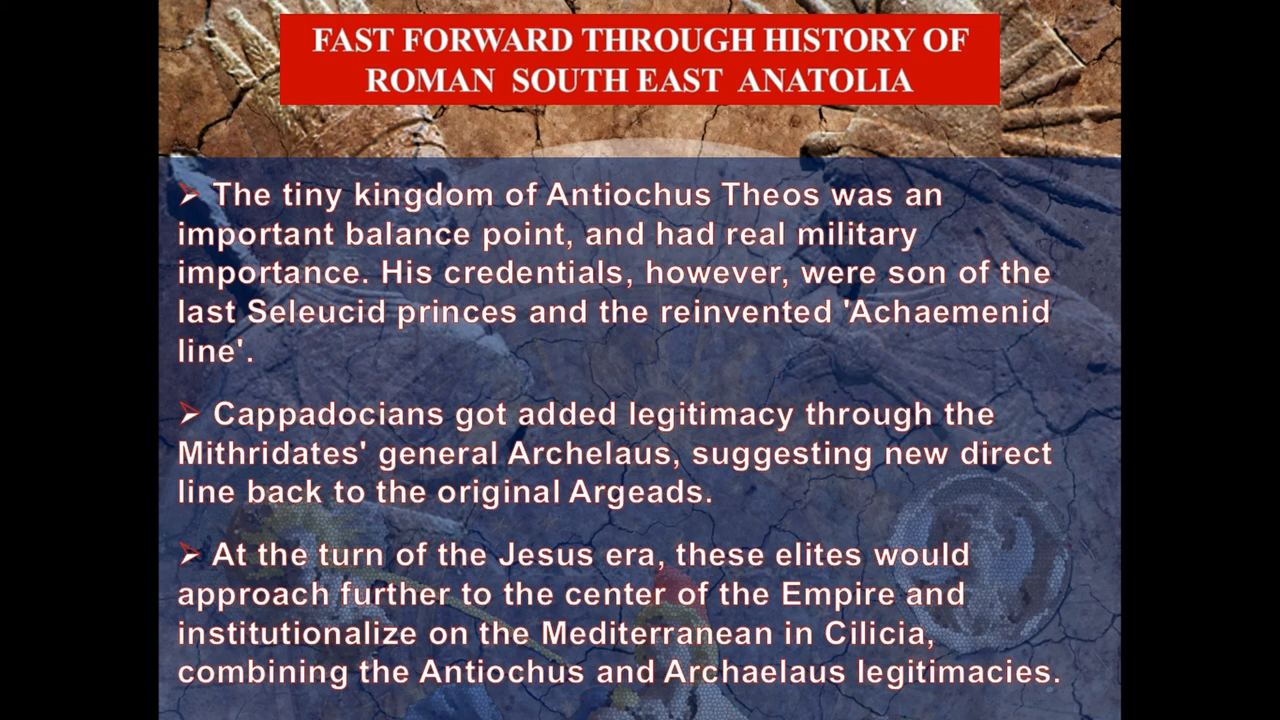 FAST FORWARD THROUGH HISTORY OF
ROMAN SOUTH EAST ANATOLIA
➢ The tiny kingdom of Antiochus Theos was an
important balance point, and had real military
importance. His credentials, however, were son of the
last Seleucid princes and the reinvented 'Achaemenid
line'.
➢ Cappadocians got added legitimacy through the
Mithridates' general Archelaus, suggesting new direct
line back to the original Argeads.
➢ At the turn of the Jesus era, these elites would
approach further to the center of the Empire and
institutionalize on the Mediterranean in Cilicia,
combining the Antiochus and Archaelaus legitimacies.